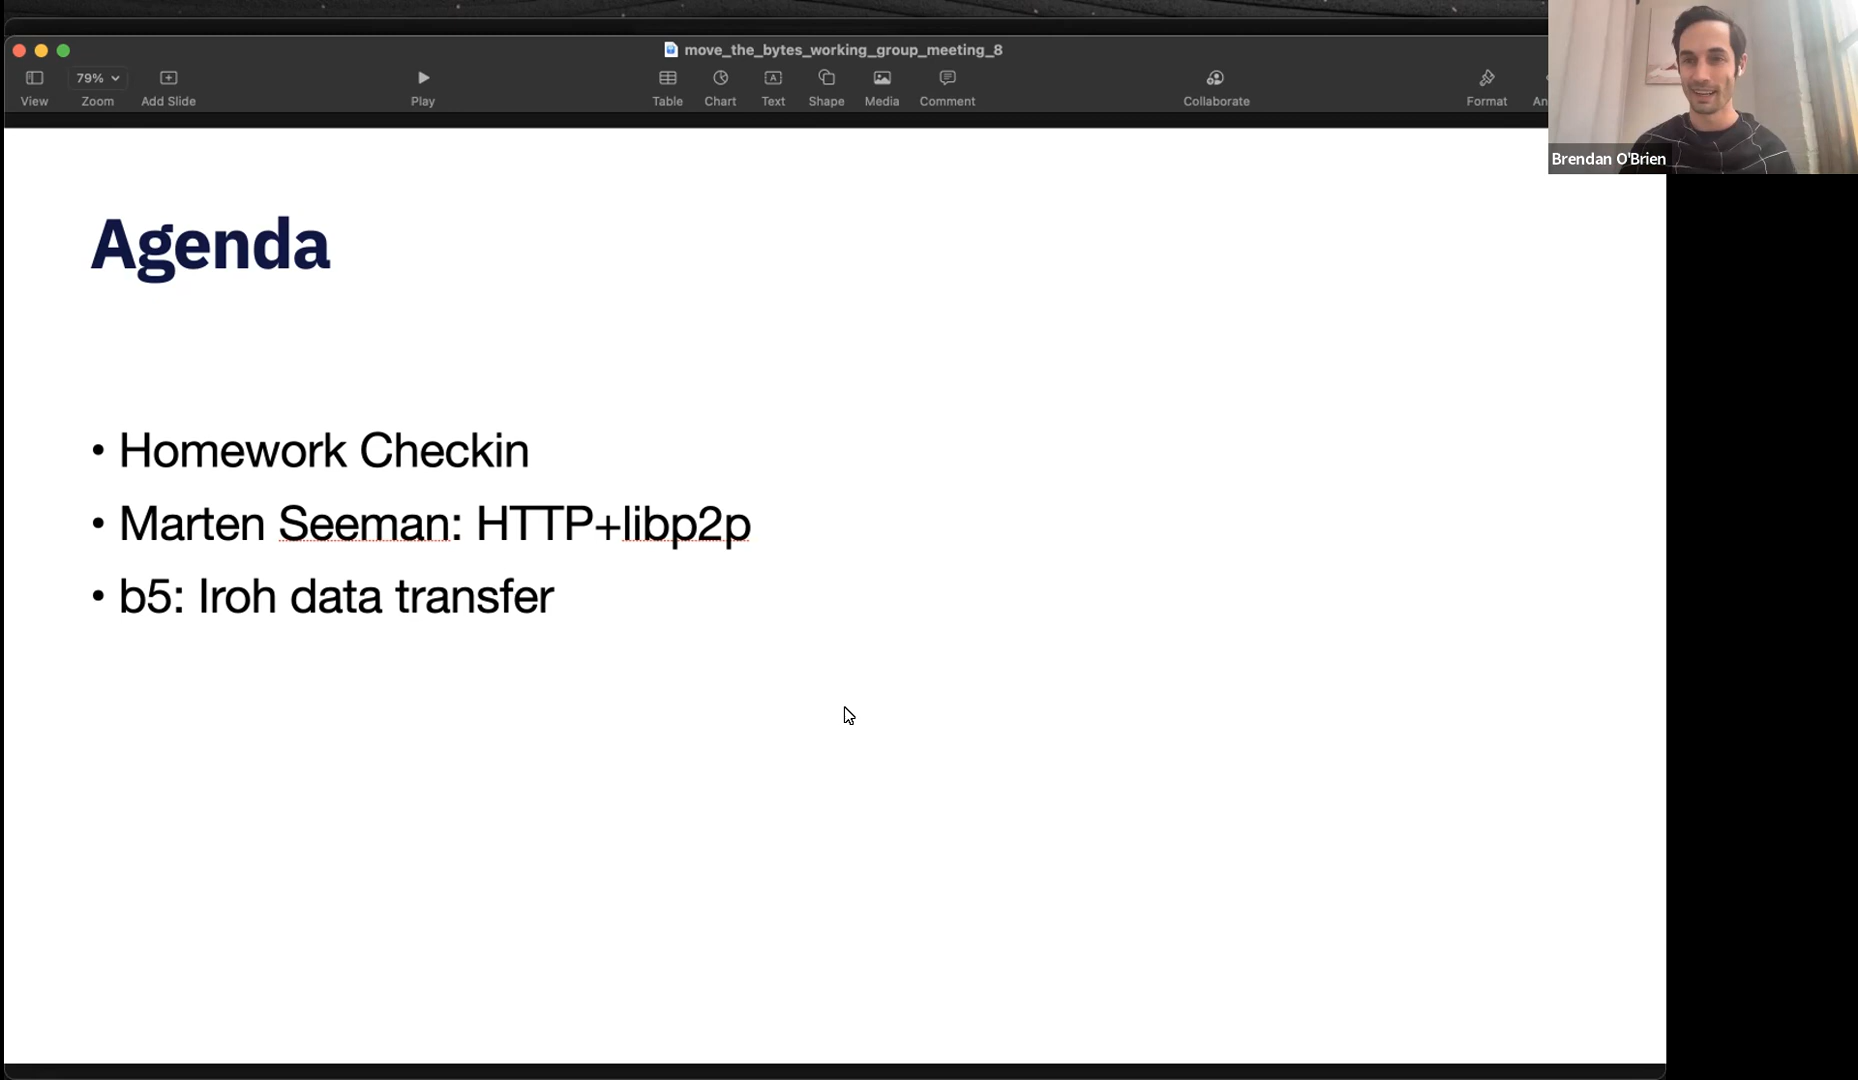 move_the_bytes_working_group_meeting_8
79%
View Zoom Add Slide Play Table Chart Text Shape Media Comment Collaborate Format
Brendan O'Brien
Agenda
• Homework Checkin
• Marten Seeman: HTTP+libp2p
• b5: Iroh data transfer